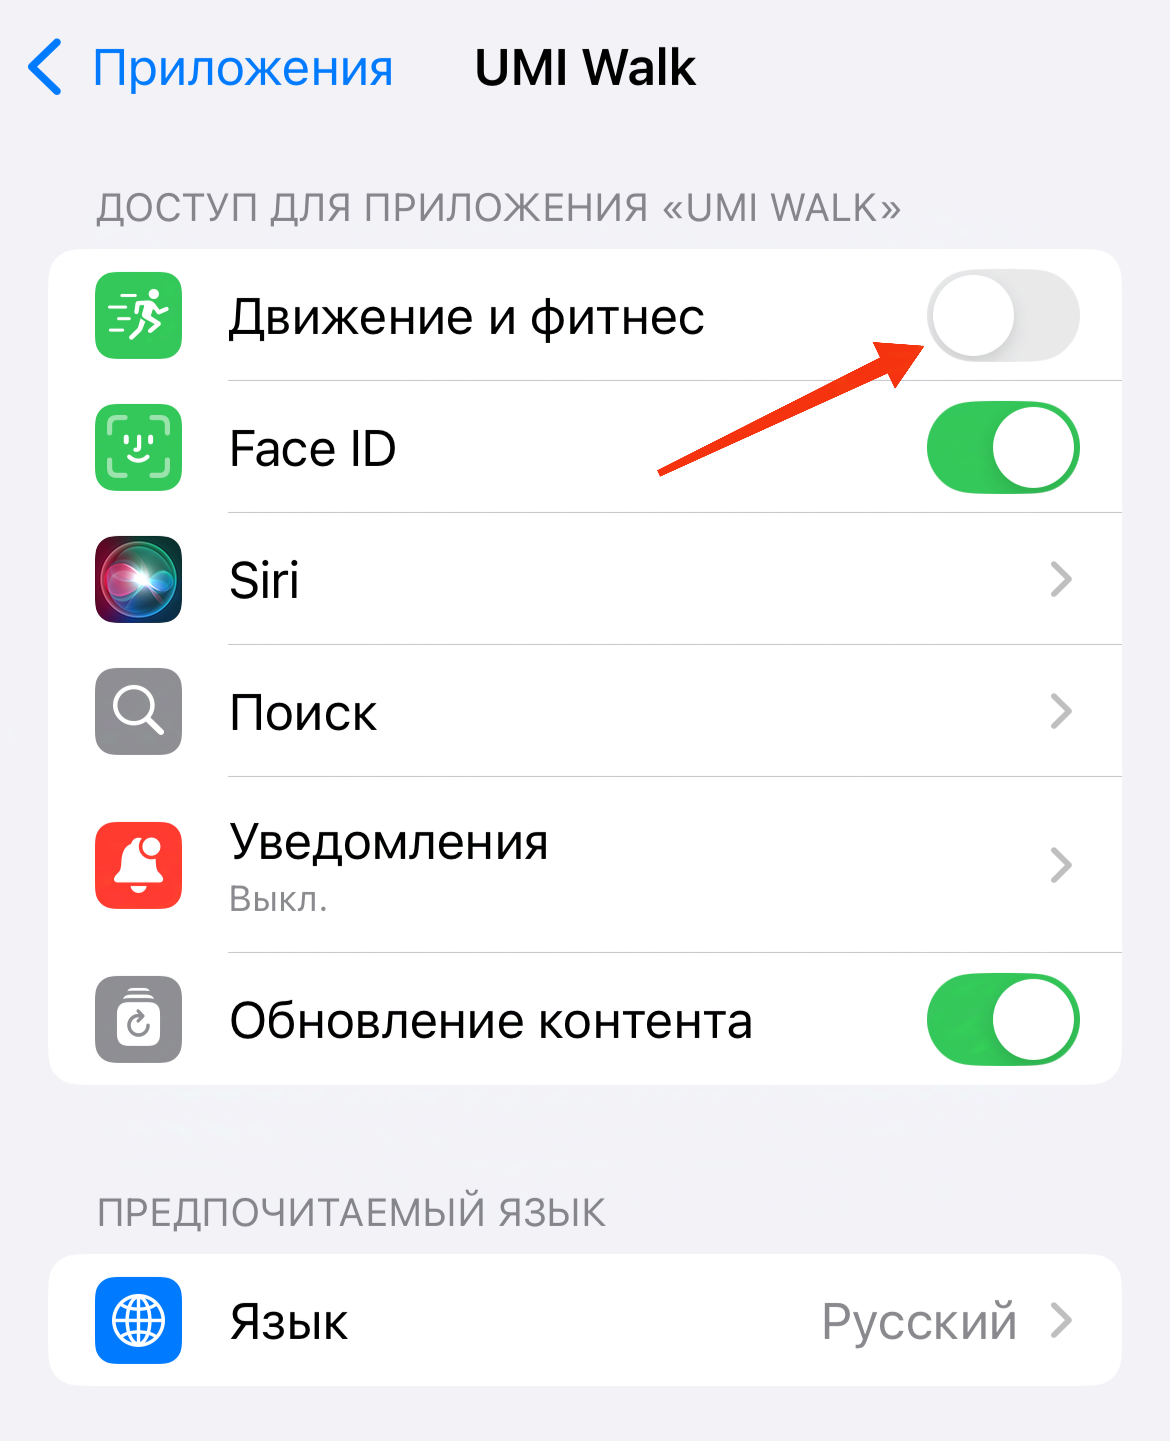 Приложения
UMI Walk
ДОСТУП ДЛЯ ПРИЛОЖЕНИЯ «UMI WALK»
Движение и фитнес
Face ID
Siri
Поиск
Уведомления
Выкл.
Обновление контента
ПРЕДПОЧИТАЕМЫЙ ЯЗЫК
Язык
Русский